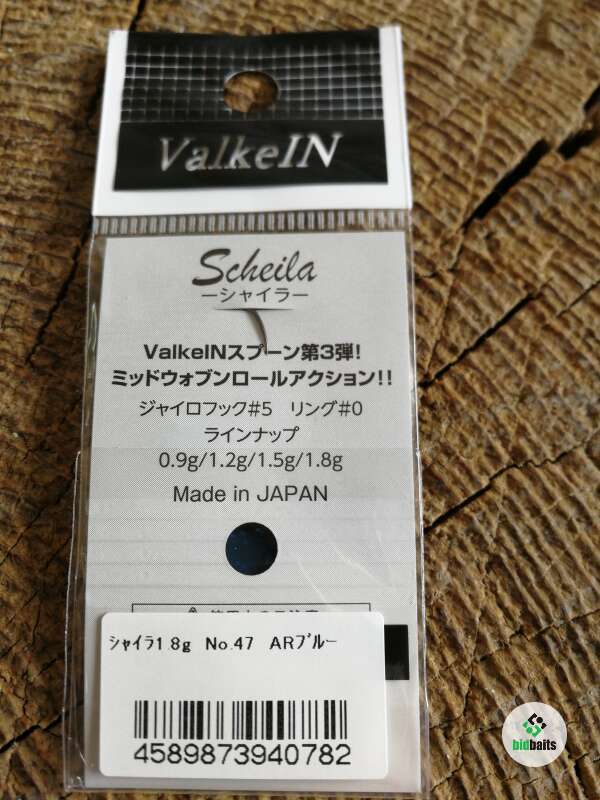 ValkeIN
Scheila
ーシャイラー
ValkeINスプーン第3弾!
ミッドウォブンロールアクション!!
ジャイロフック#5 リング#0
ラインナップ
0.9g/1.2g/1.5g/1.8g
Made in JAPAN
シャイラ1.8g No.47 ARブルー
4589873940782
bidbaits